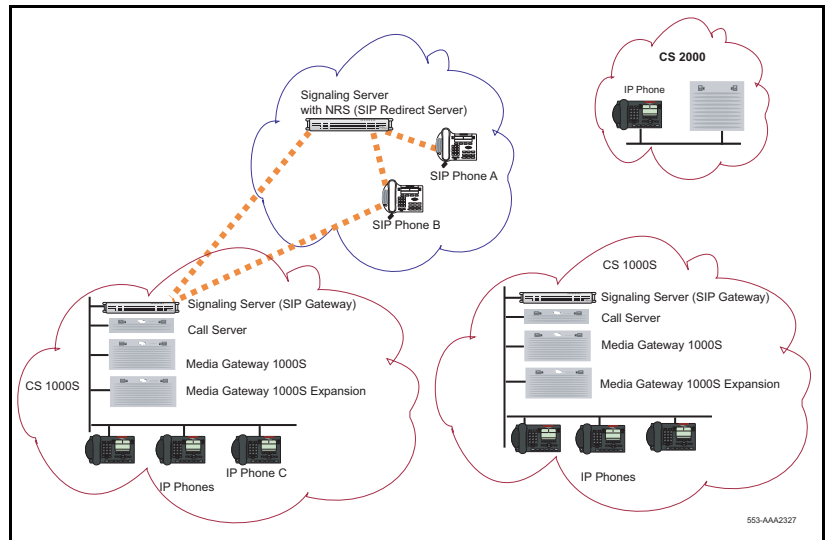 CS 2000
IP Phone
Signaling Server
with NRS (SIP Redirect Server)
SIP Phone A
SIP Phone B
CS 1000S
Signaling Server (SIP Gateway)
Call Server
Media Gateway 1000S
Media Gateway 1000S Expansion
IP Phones
IP Phone C
CS 1000S
Signaling Server (SIP Gateway)
Call Server
Media Gateway 1000S
Media Gateway 1000S Expansion
IP Phones
553-AAA2327